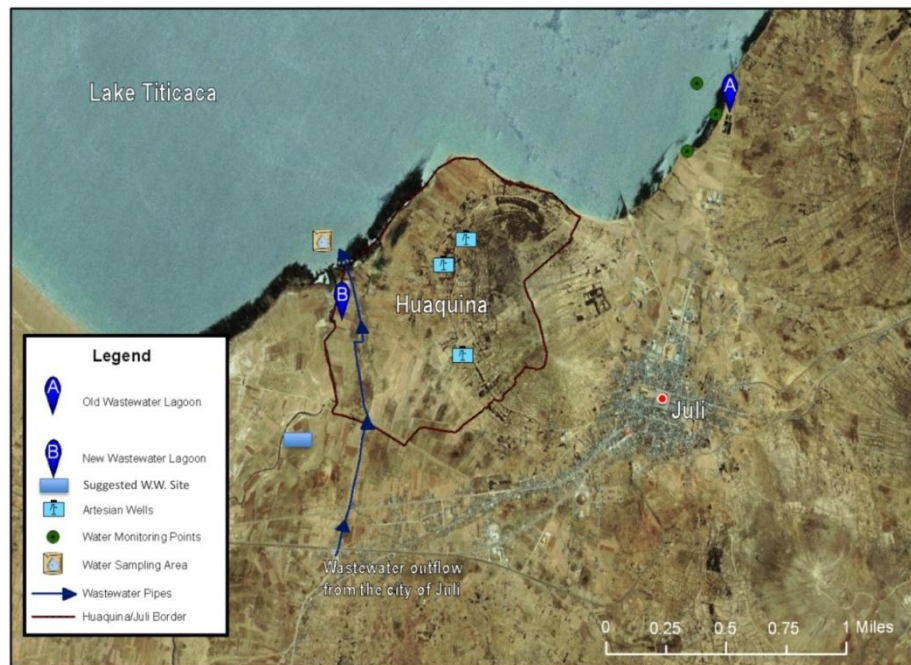 Lake Titicaca
A
B
Huaquina
Juli
Wastewater outflow
from the city of Juli
Legend
A
Old Wastewater Lagoon
B
New Wastewater Lagoon
Suggested W.W. Site
Artesian Wells
Water Monitoring Points
Water Sampling Area
Wastewater Pipes
Huaquina/Juli Border
0 0.25 0.5 0.75 1 Miles